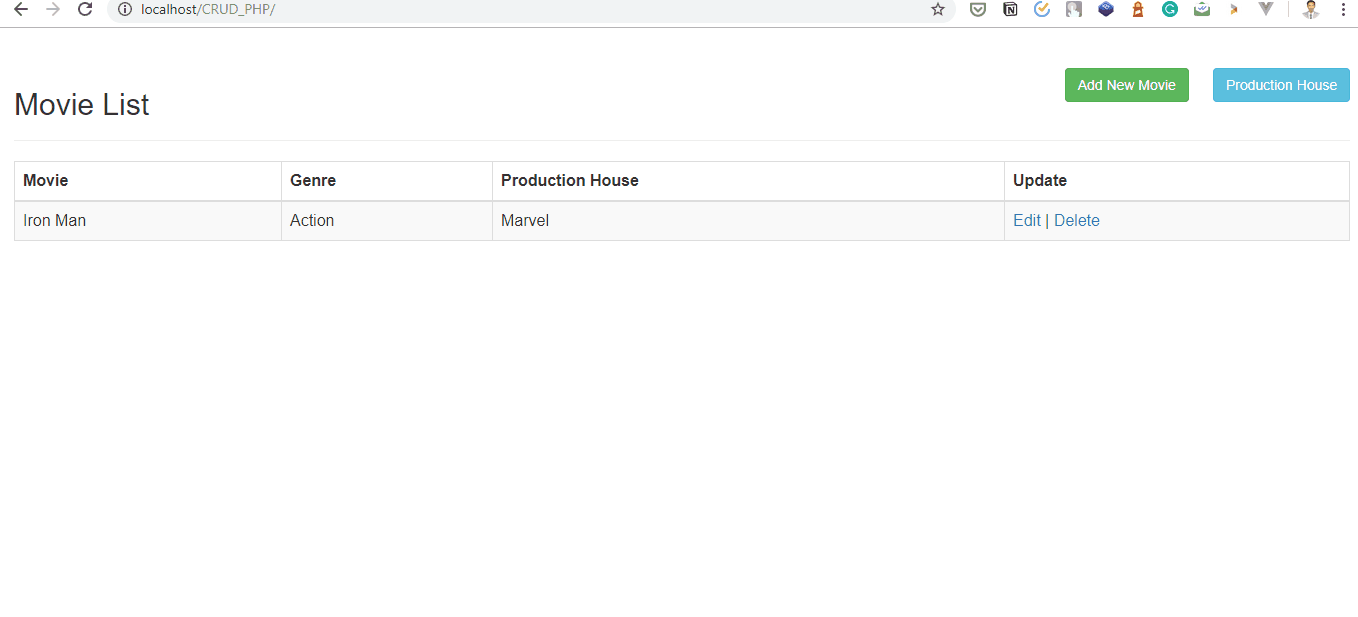 localhost/CRUD_PHP/
Add New Movie Production House
Movie List
Movie Genre Production House Update
Iron Man Action Marvel Edit | Delete